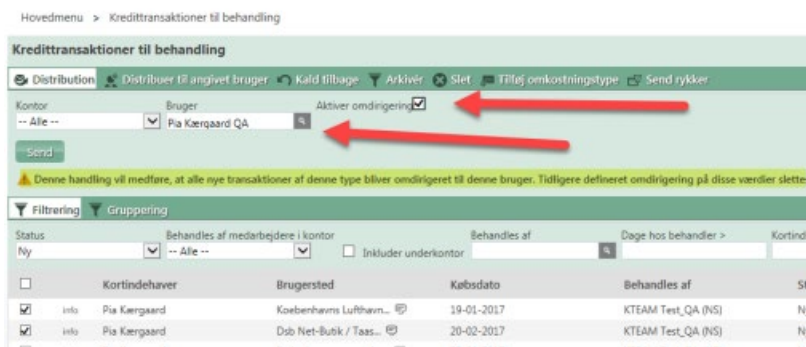 Hovedmenu > Kredittransaktioner til behandling
Kredittransaktioner til behandling
Distribution Distribuer til angivet bruger Kald tilbage Arkivér Slet Tilføj omkostningstype Send rykker
Kontor Bruger Aktiver omdirigering
-- Alle -- Pia Kærgaard QA
Send
Denne handling vil medføre, at alle nye transaktioner af denne type bliver omdirigeret til denne bruger. Tidligere defineret omdirigering på disse værdier slette
Filtrering Gruppering
Status Behandles af medarbejdere i kontor Behandles af Dage hos behandler > Kortind
Ny -- Alle -- Inkluder underkontor
Kortindehaver Brugersted Købsdato Behandles af S
info Pia Kærgaard Koebenhavns Lufthavn... 19-01-2017 KTEAM Test_QA (NS) N
info Pia Kærgaard Dsb Net-Butik / Taas... 20-02-2017 KTEAM Test_QA (NS) N